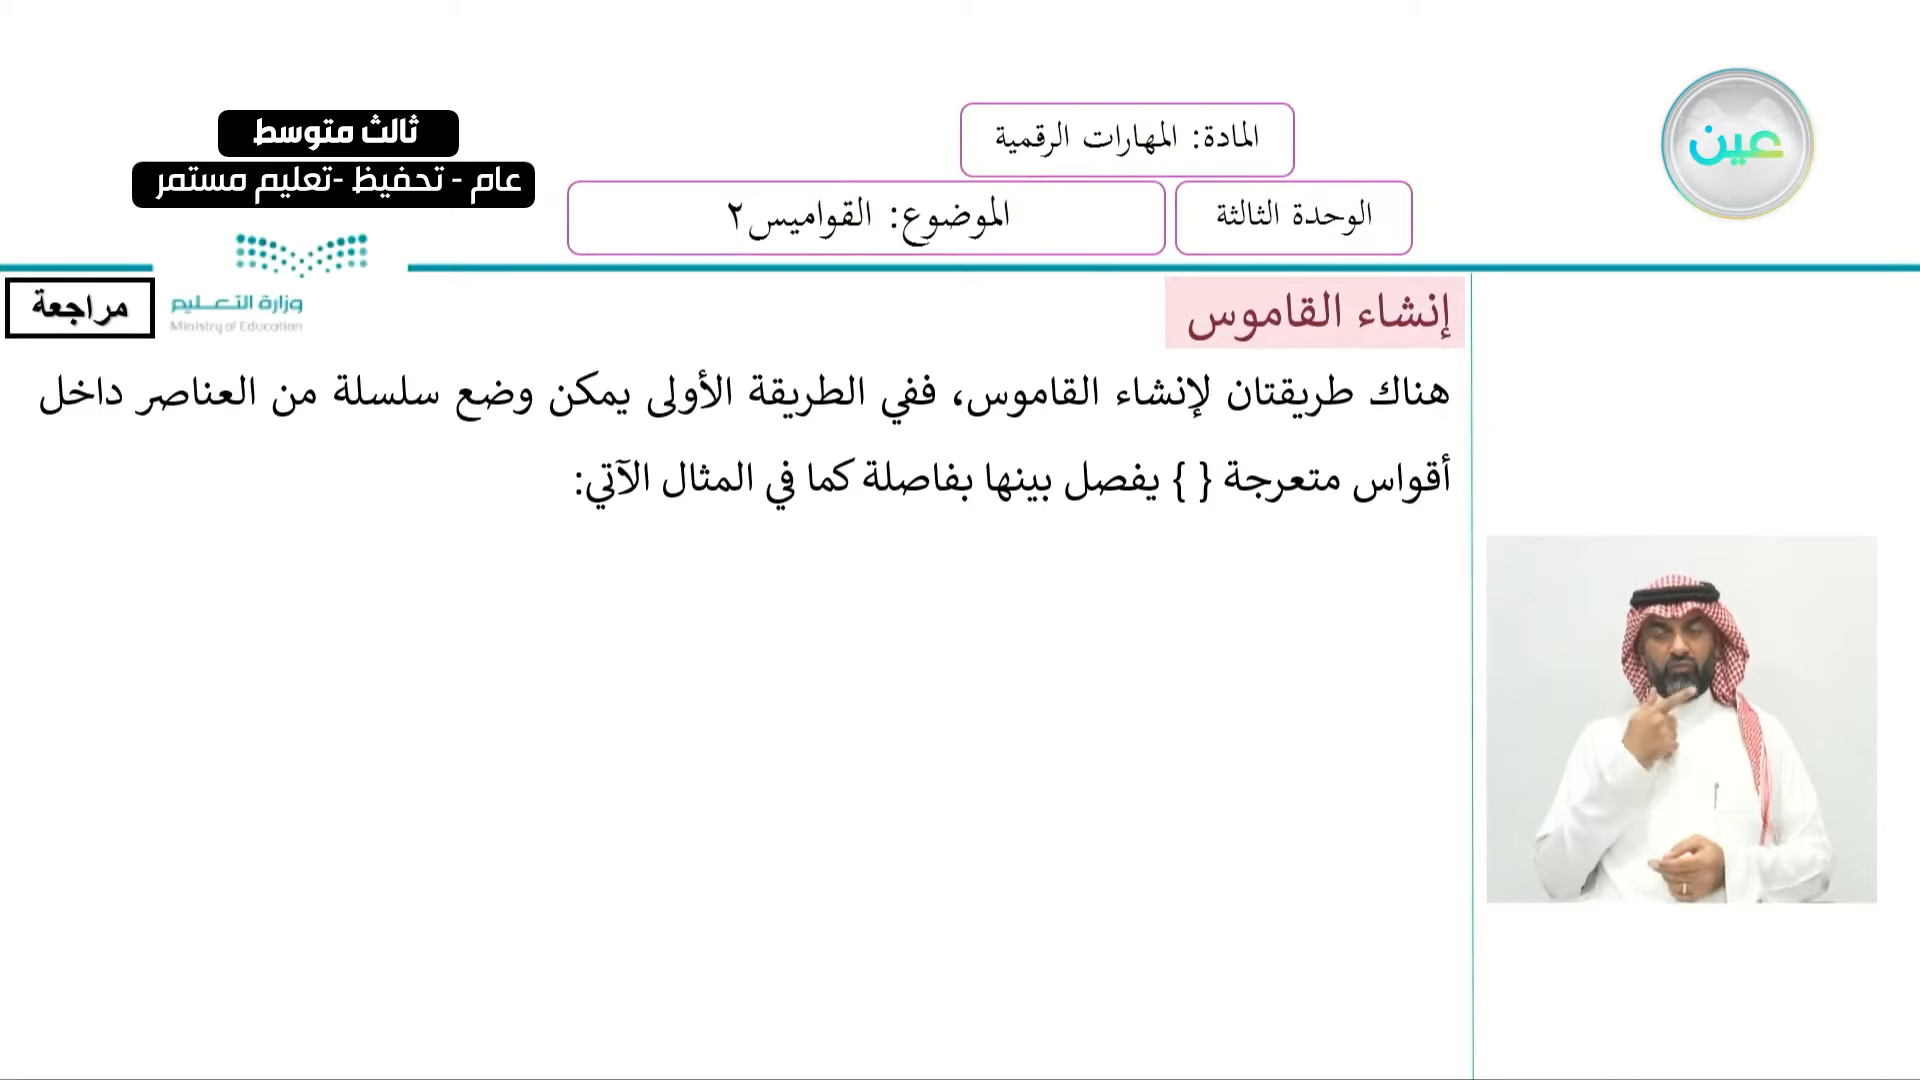 عين
المادة: المهارات الرقمية
الوحدة الثالثة
الموضوع: القواميس٢
ثالث متوسط
عام - تحفيظ -تعليم مستمر
وزارة التعليم
Ministry of Education
مراجعة
إنشاء القاموس
هناك طريقتان لإنشاء القاموس، ففي الطريقة الأولى يمكن وضع سلسلة من العناصر داخل
أقواس متعرجة { } يفصل بينها بفاصلة كما في المثال الآتي: